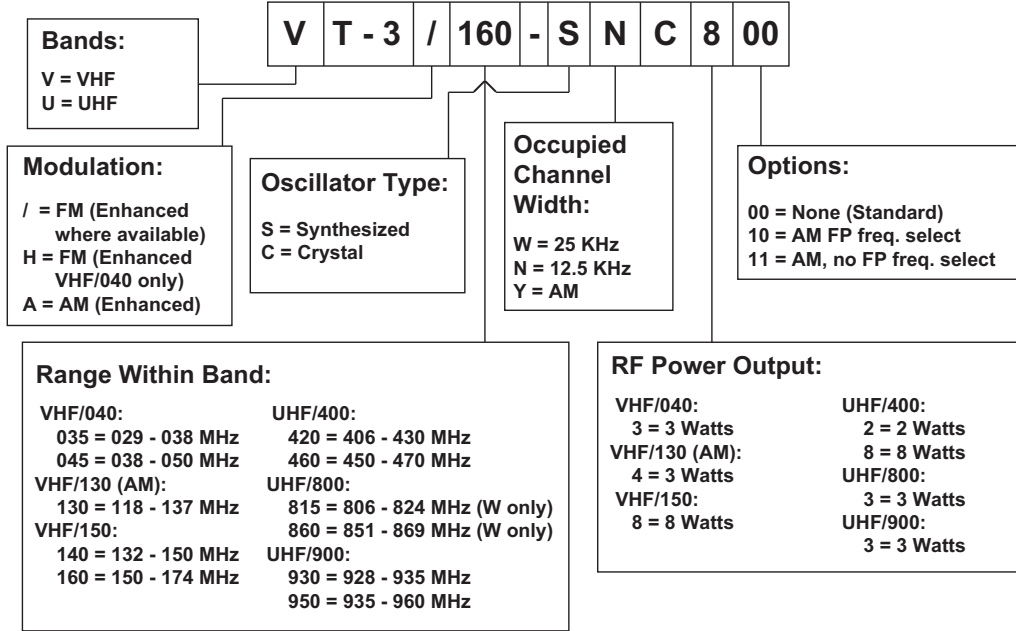 V T - 3 / 160 - S N C 8 00
Bands:
V = VHF
U = UHF
Modulation:
/ = FM (Enhanced
where available)
H = FM (Enhanced
VHF/040 only)
A = AM (Enhanced)
Oscillator Type:
S = Synthesized
C = Crystal
Occupied
Channel
Width:
W = 25 KHz
N = 12.5 KHz
Y = AM
Options:
00 = None (Standard)
10 = AM FP freq. select
11 = AM, no FP freq. select
Range Within Band:
VHF/040:
035 = 029 - 038 MHz
045 = 038 - 050 MHz
VHF/130 (AM):
130 = 118 - 137 MHz
VHF/150:
140 = 132 - 150 MHz
160 = 150 - 174 MHz
UHF/400:
420 = 406 - 430 MHz
460 = 450 - 470 MHz
UHF/800:
815 = 806 - 824 MHz (W only)
860 = 851 - 869 MHz (W only)
UHF/900:
930 = 928 - 935 MHz
950 = 935 - 960 MHz
RF Power Output:
VHF/040:
3 = 3 Watts
VHF/130 (AM):
4 = 3 Watts
VHF/150:
8 = 8 Watts
UHF/400:
2 = 2 Watts
8 = 8 Watts
UHF/800:
3 = 3 Watts
UHF/900:
3 = 3 Watts